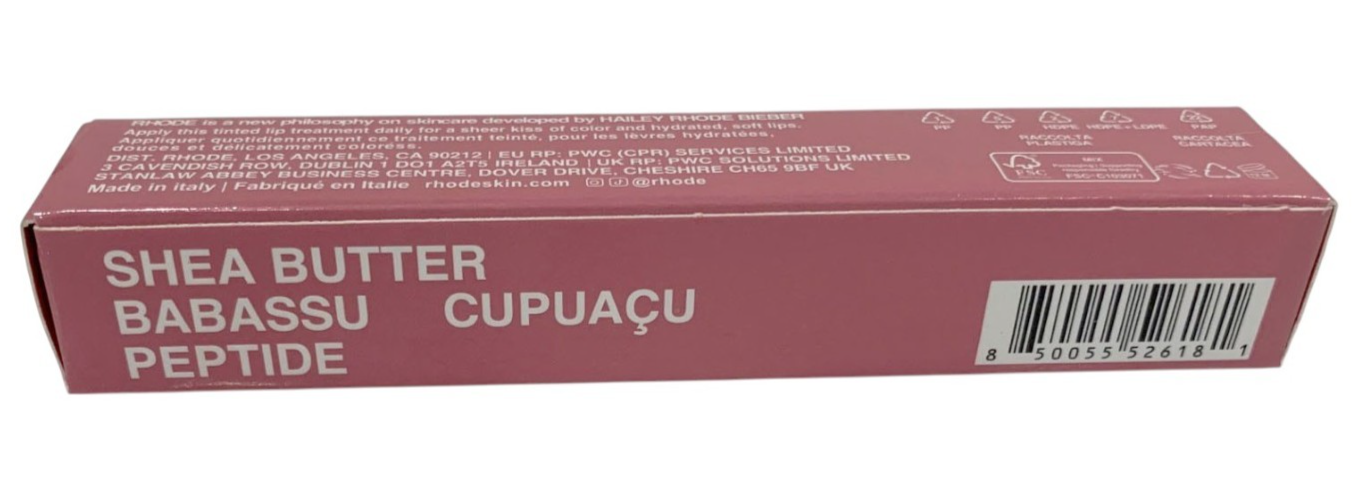 RHODE is a new philosophy on skincare developed by HAILEY RHODE BIEBER
Apply this tinted lip treatment daily for a sheer kiss of color and hydrated, soft lips.
Appliquer quotidiennement ce traitement teinté, pour les lèvres hydratées,
douces et délicatement colorées.
DIST. RHODE, LOS ANGELES, CA 90212 | EU RP: PWC (CPR) SERVICES LIMITED
3 CAVENDISH ROW, DUBLIN 1 DO1 A2T5 IRELAND | UK RP: PWC SOLUTIONS LIMITED
STANLAW ABBEY BUSINESS CENTRE, DOVER DRIVE, CHESHIRE CH65 9BF UK
Made in italy | Fabriqué en Italie rhodeskin.com @rhode
PP PP HDPE HDPE+LDPE PAP
RACCOLTA PLASTICA
RACCOLTA CARTACEA
FSC
MIX
FSC® C103071
SHEA BUTTER
BABASSU CUPUAÇU
PEPTIDE
8 50055 52618 1